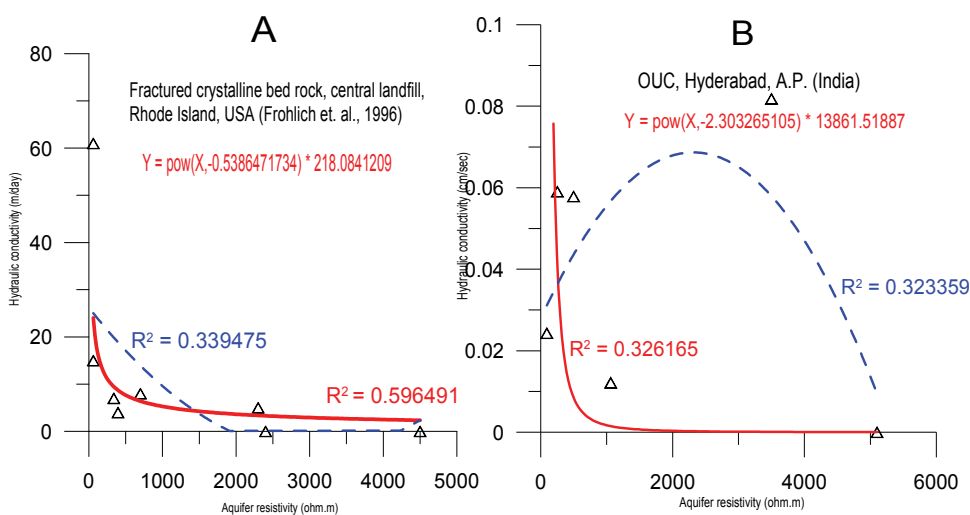 A
80
60
40
20
0
Hydraulic conductivity (m/day)
Fractured crystalline bed rock, central landfill,
Rhode Island, USA (Frohlich et. al., 1996)
Y = pow(X,-0.5386471734) * 218.0841209
R² = 0.339475
R² = 0.596491
0 1000 2000 3000 4000 5000
Aquifer resistivity (ohm.m)
B
0.1
0.08
0.06
0.04
0.02
0
Hydraulic conductivity (cm/sec)
OUC, Hyderabad, A.P. (India)
Y = pow(X,-2.303265105) * 13861.51887
R² = 0.323359
R² = 0.326165
0 2000 4000 6000
Aquifer resistivity (ohm.m)